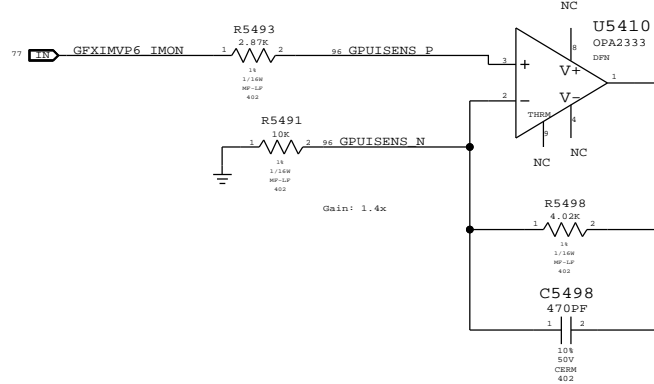 NC
U5410
OPA2333
DFN
R5493
2.87K
77 IN GFXIMVP6_IMON 1 2 96 GPUISENS_P
1%
1/16W
MF-LF
402
8
3 + V+ 1
2 - V-
THRM
4
9
NC NC
R5491
10K
1 2 96 GPUISENS_N
1%
1/16W
MF-LF
402
Gain: 1.4x
R5498
4.02K
1 2
1%
1/16W
MF-LF
402
C5498
470PF
1 2
10%
50V
CERM
402